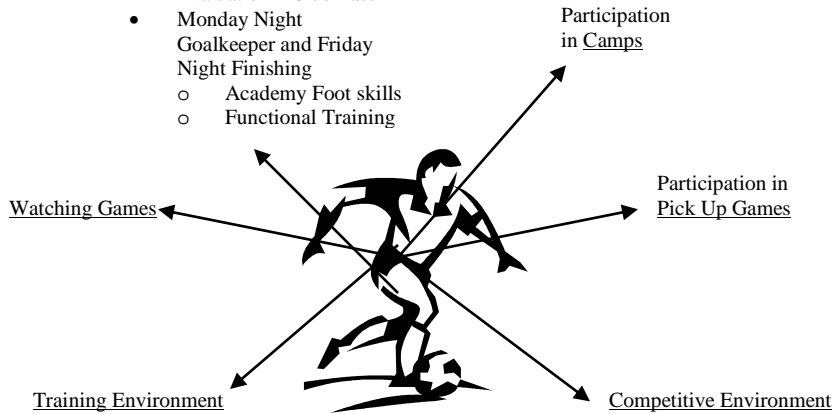 • Monday Night
Goalkeeper and Friday
Night Finishing
o Academy Foot skills
o Functional Training
Participation
in Camps
Watching Games
Participation in
Pick Up Games
Training Environment
Competitive Environment